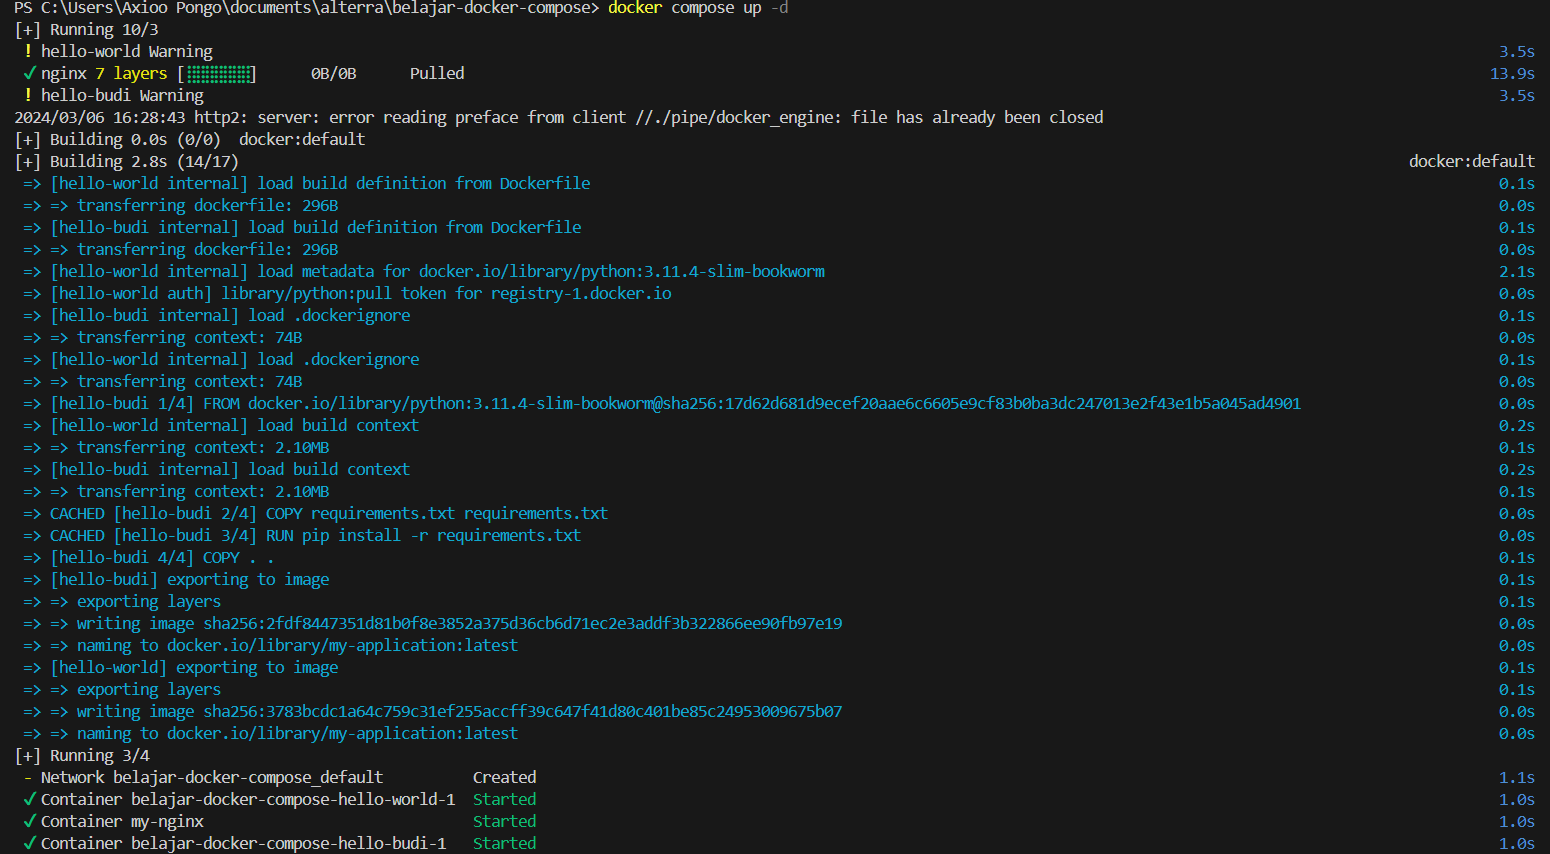 PS C:\Users\Axioo Pongo\documents\alterra\belajar-docker-compose> docker compose up -d
[+] Running 10/3
 ! hello-world Warning 3.5s
 ✓ nginx 7 layers [⣿⣿⣿⣿⣿⣿⣿] 0B/0B Pulled 13.9s
 ! hello-budi Warning 3.5s
2024/03/06 16:28:43 http2: server: error reading preface from client //./pipe/docker_engine: file has already been closed
[+] Building 0.0s (0/0) docker:default
[+] Building 2.8s (14/17) docker:default
 => [hello-world internal] load build definition from Dockerfile 0.1s
 => => transferring dockerfile: 296B 0.0s
 => [hello-budi internal] load build definition from Dockerfile 0.1s
 => => transferring dockerfile: 296B 0.0s
 => [hello-world internal] load metadata for docker.io/library/python:3.11.4-slim-bookworm 2.1s
 => [hello-world auth] library/python:pull token for registry-1.docker.io 0.0s
 => [hello-budi internal] load .dockerignore 0.1s
 => => transferring context: 74B 0.0s
 => [hello-world internal] load .dockerignore 0.1s
 => => transferring context: 74B 0.0s
 => [hello-budi 1/4] FROM docker.io/library/python:3.11.4-slim-bookworm@sha256:17d62d681d9ecef20aae6c6605e9cf83b0ba3dc247013e2f43e1b5a045ad4901 0.0s
 => [hello-world internal] load build context 0.2s
 => => transferring context: 2.10MB 0.1s
 => [hello-budi internal] load build context 0.2s
 => => transferring context: 2.10MB 0.1s
 => CACHED [hello-budi 2/4] COPY requirements.txt requirements.txt 0.0s
 => CACHED [hello-budi 3/4] RUN pip install -r requirements.txt 0.0s
 => [hello-budi 4/4] COPY . . 0.1s
 => [hello-budi] exporting to image 0.1s
 => => exporting layers 0.1s
 => => writing image sha256:2fdf8447351d81b0f8e3852a375d36cb6d71ec2e3addf3b322866ee90fb97e19 0.0s
 => => naming to docker.io/library/my-application:latest 0.0s
 => [hello-world] exporting to image 0.1s
 => => exporting layers 0.1s
 => => writing image sha256:3783bcdc1a64c759c31ef255accff39c647f41d80c401be85c24953009675b07 0.0s
 => => naming to docker.io/library/my-application:latest 0.0s
[+] Running 3/4
 - Network belajar-docker-compose_default Created 1.1s
 ✓ Container belajar-docker-compose-hello-world-1 Started 1.0s
 ✓ Container my-nginx Started 1.0s
 ✓ Container belajar-docker-compose-hello-budi-1 Started 1.0s